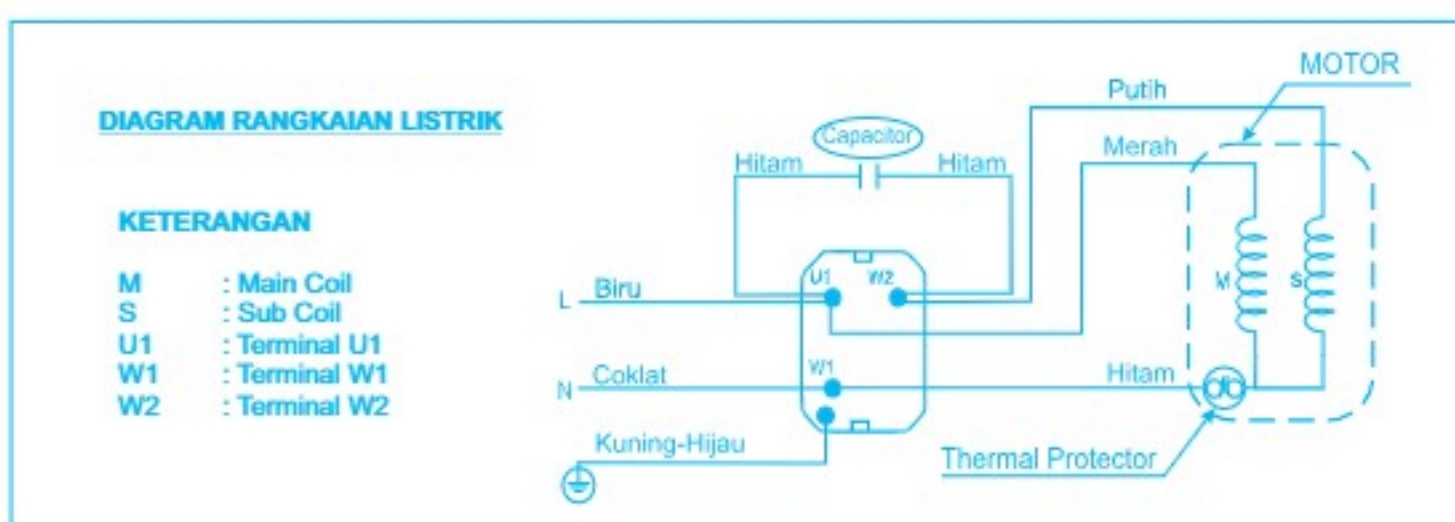 DIAGRAM RANGKAIAN LISTRIK
KETERANGAN
M : Main Coil
S : Sub Coil
U1 : Terminal U1
W1 : Terminal W1
W2 : Terminal W2
MOTOR
Putih
Capacitor
Merah
Hitam
Hitam
U1
W2
M
S
L
Biru
W1
N
Coklat
Hitam
Kuning-Hijau
Thermal Protector